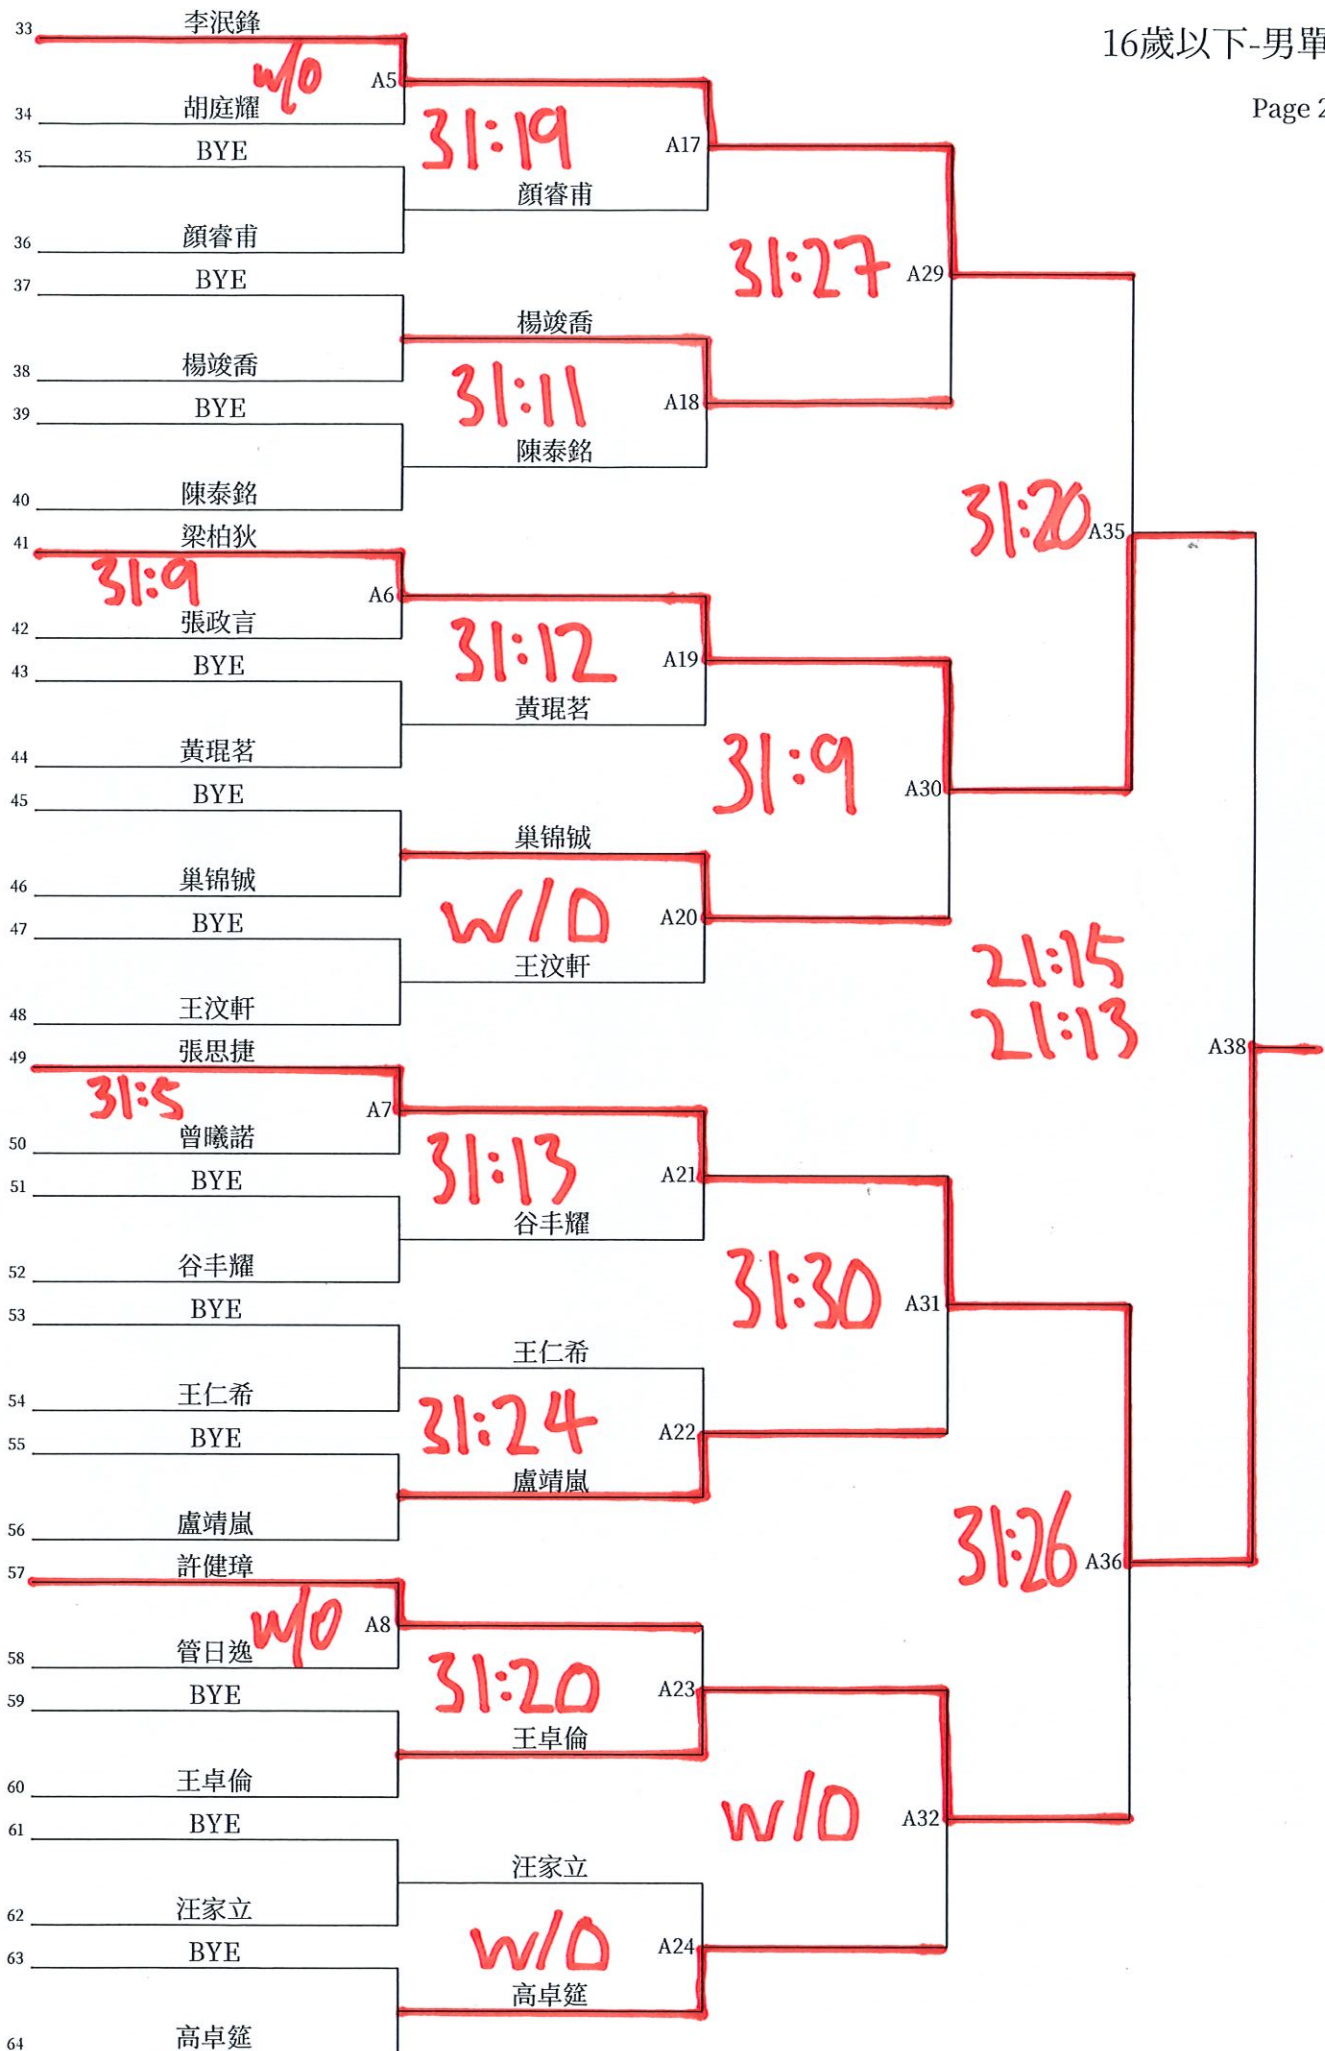 16歲以下-男單
Page 2
33 李泯鋒
w/o
A5
34 胡庭耀
35 BYE
31:19
A17
顏睿甫
36 顏睿甫
37 BYE
31:27
A29
楊竣喬
38 楊竣喬
39 BYE
31:11
A18
陳泰銘
40 陳泰銘
31:20
A35
41 梁柏狄
31:9
A6
42 張政言
43 BYE
31:12
A19
黃琨茗
44 黃琨茗
45 BYE
31:9
A30
巢锦铖
46 巢锦铖
47 BYE
W/O
A20
王汶軒
48 王汶軒
21:15
21:13
A38
49 張思捷
31:5
A7
50 曾曦諾
51 BYE
31:13
A21
谷丰耀
52 谷丰耀
53 BYE
31:30
A31
王仁希
54 王仁希
55 BYE
31:24
A22
盧靖嵐
56 盧靖嵐
31:26
A36
57 許健璋
w/o
A8
58 管日逸
59 BYE
31:20
A23
王卓倫
60 王卓倫
61 BYE
W/O
A32
汪家立
62 汪家立
63 BYE
W/O
A24
高卓筵
64 高卓筵